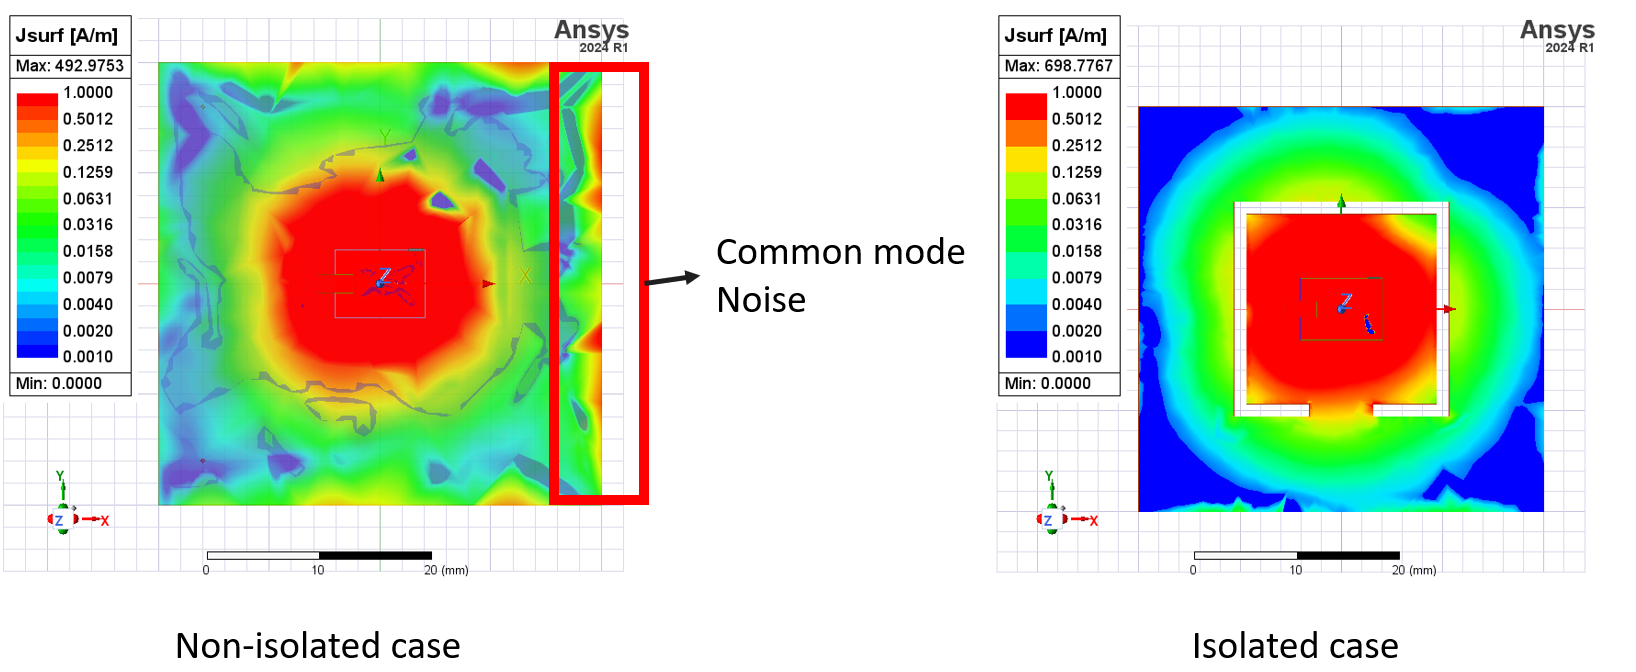 Jsurf [A/m]
Max: 492.9753
1.0000
0.5012
0.2512
0.1259
0.0631
0.0316
0.0158
0.0079
0.0040
0.0020
0.0010
Min: 0.0000
Ansys
2024 R1
Y
Z
X
Y
Z
X
0
10
20 (mm)
Non-isolated case
Common mode
Noise
Jsurf [A/m]
Max: 698.7767
1.0000
0.5012
0.2512
0.1259
0.0631
0.0316
0.0158
0.0079
0.0040
0.0020
0.0010
Min: 0.0000
Ansys
2024 R1
Z
Y
Z
X
0
10
20 (mm)
Isolated case